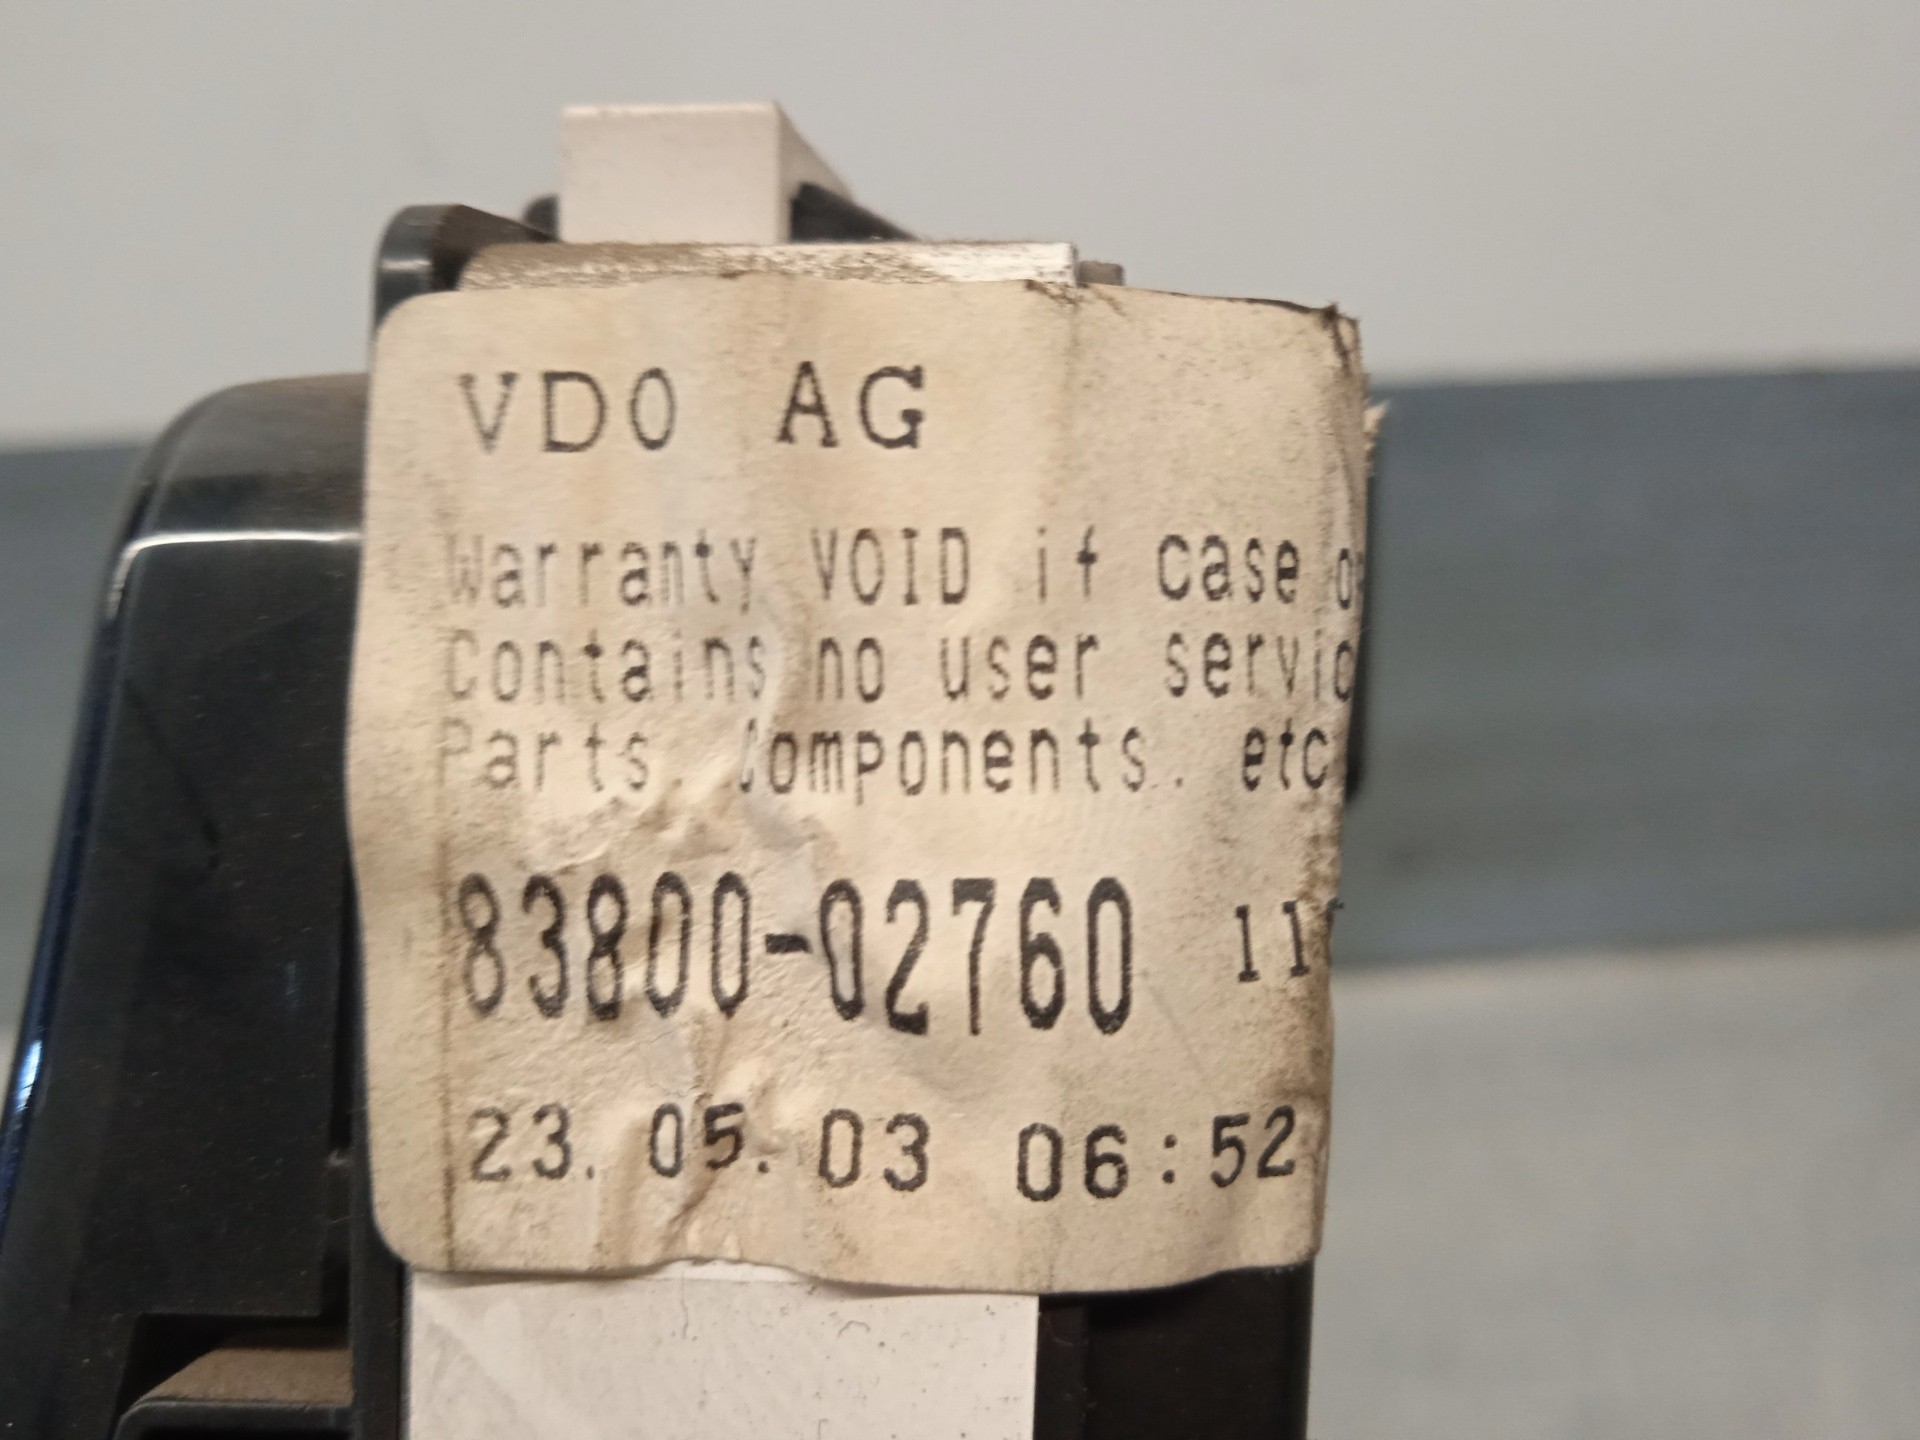 VDO AG
Warranty VOID if case
Contains no user
Parts. Components. etc
83800-02760
23.05.03 06:52